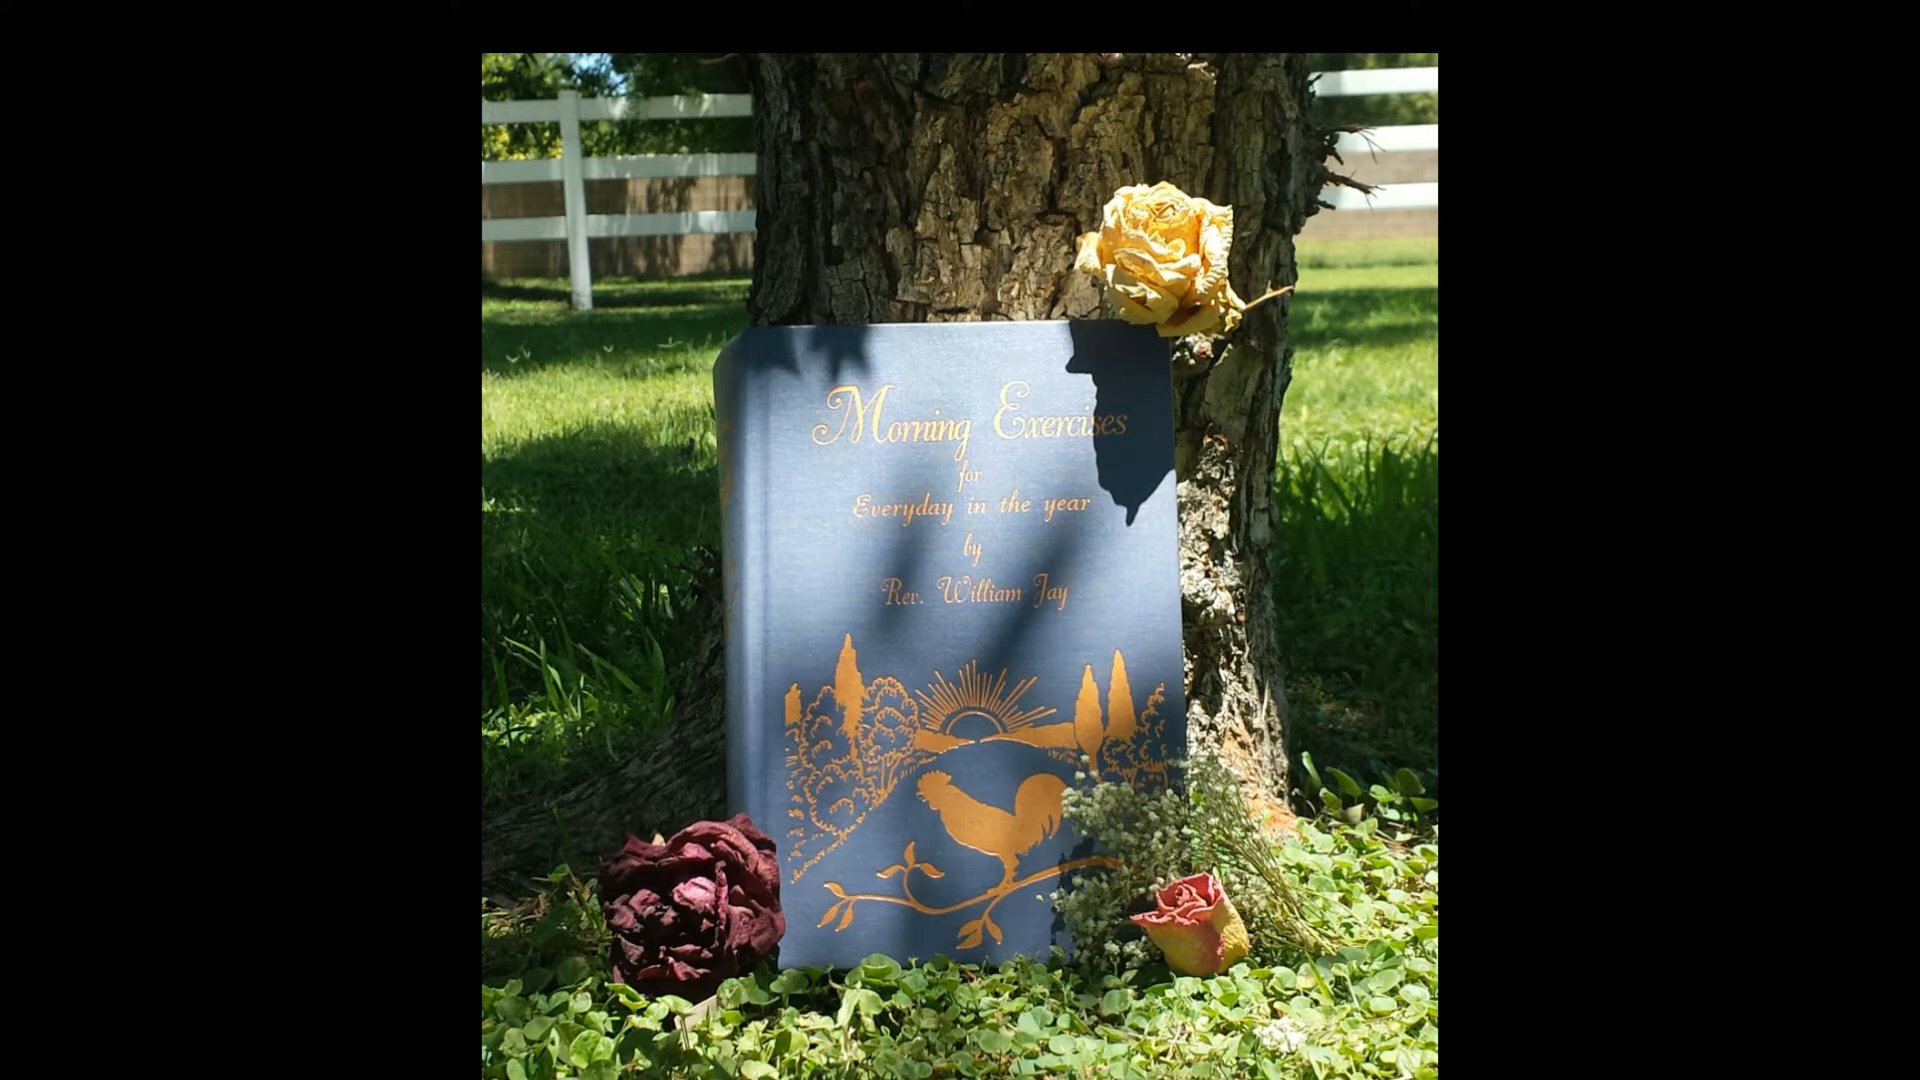 Morning Exercises
for
Everyday in the year
by
Rev. William Jay